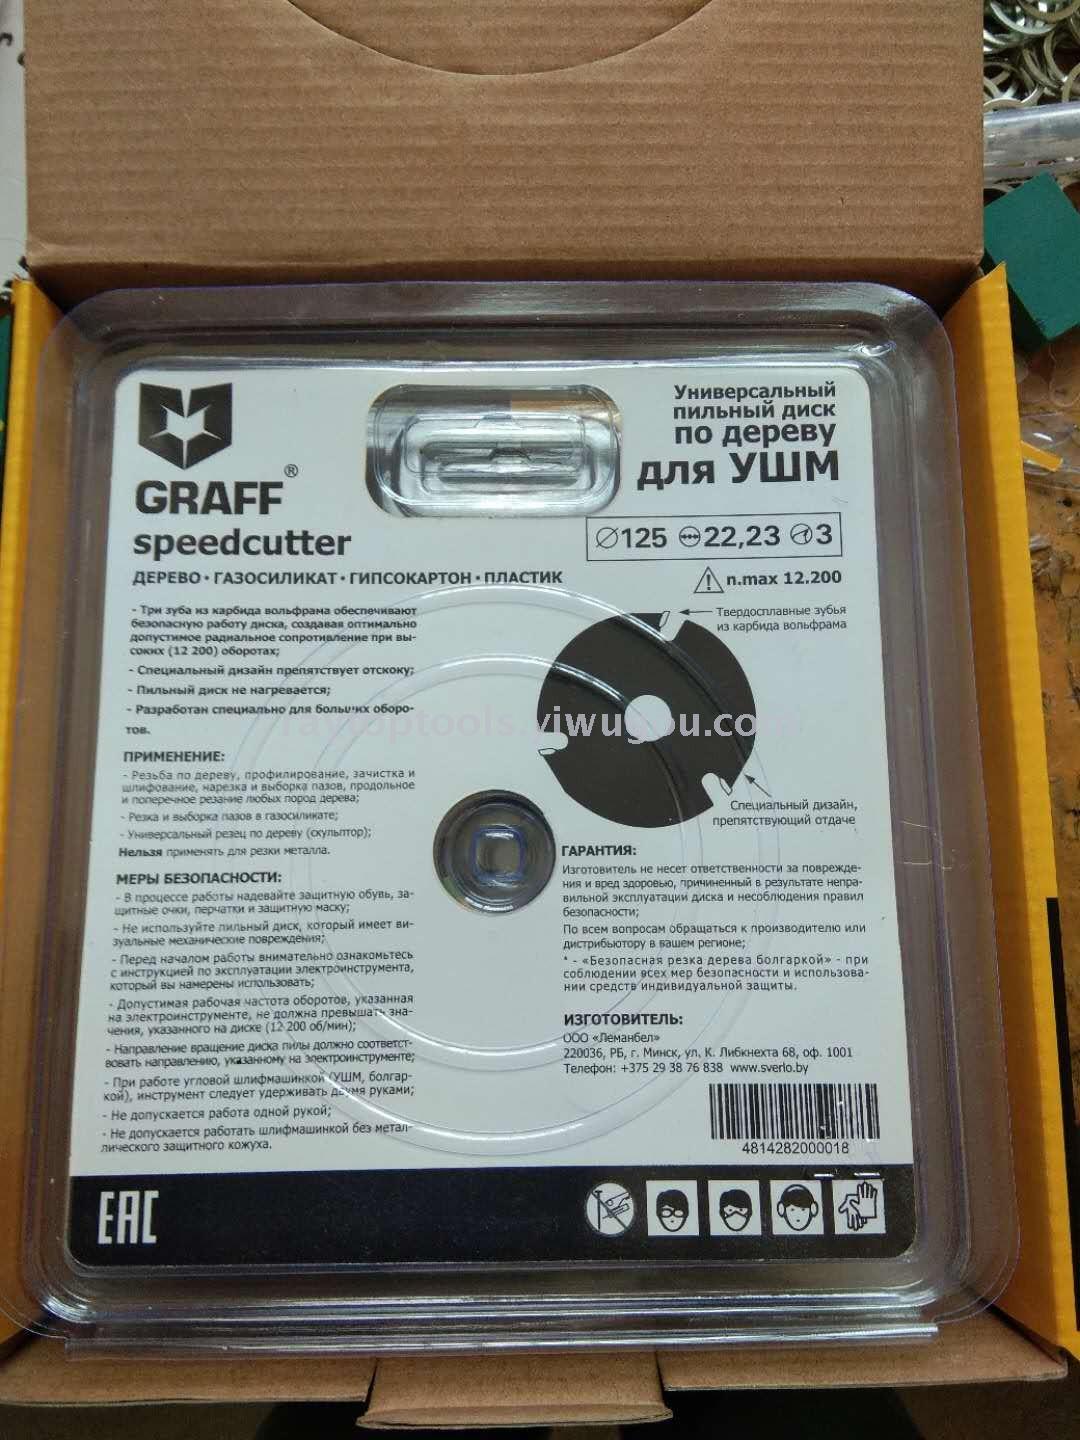 GRAFF®
speedcutter
Универсальный
пильный диск
по дереву
для УШМ
125 22,23 3
n.max 12.200
ДЕРЕВО • ГАЗОСИЛИКАТ • ГИПСОКАРТОН • ПЛАСТИК
- Три зуба из карбида вольфрама обеспечивают
безопасную работу диска, создавая оптимально
допустимое радиальное сопротивление при вы-
соких (12 200) оборотах;
- Специальный дизайн препятствует отскоку;
- Пильный диск не нагревается;
- Разработан специально для больших оборо-
тов.
Твердосплавные зубья
из карбида вольфрама
raytoptools.yiwugou.com
ПРИМЕНЕНИЕ:
- Резьба по дереву, профилирование, зачистка и
шлифование, нарезка и выборка пазов, продольное
и поперечное резание любых пород дерева;
- Резка и выборка пазов в газосиликате;
- Универсальный резец по дереву (скульптор);
Нельзя применять для резки металла.
Специальный дизайн,
препятствующий отдаче
МЕРЫ БЕЗОПАСНОСТИ:
- В процессе работы надевайте защитную обувь, за-
щитные очки, перчатки и защитную маску;
- Не используйте пильный диск, который имеет ви-
зуальные механические повреждения;
- Перед началом работы внимательно ознакомьтесь
с инструкцией по эксплуатации электроинструмента,
который вы намерены использовать;
- Допустимая рабочая частота оборотов, указанная
на электроинструменте, не должна превышать зна-
чения, указанного на диске (12 200 об/мин);
- Направление вращение диска пилы должно соответст-
вовать направлению, указанному на электроинструменте;
- При работе угловой шлифмашинкой (УШМ, болгар-
кой), инструмент следует удерживать двумя руками;
- Не допускается работа одной рукой;
- Не допускается работать шлифмашинкой без метал-
лического защитного кожуха.
ГАРАНТИЯ:
Изготовитель не несет ответственности за поврежде-
ния и вред здоровью, причиненный в результате непра-
вильной эксплуатации диска и несоблюдения правил
безопасности;
По всем вопросам обращаться к производителю или
дистрибьютору в вашем регионе;
* - «Безопасная резка дерева болгаркой» - при
соблюдении всех мер безопасности и использова-
нии средств индивидуальной защиты.
ИЗГОТОВИТЕЛЬ:
ООО «Леманбел»
220036, РБ, г. Минск, ул. К. Либкнехта 68, оф. 1001
Телефон: +375 29 38 76 838 www.sverlo.by
4814282000018
EAC